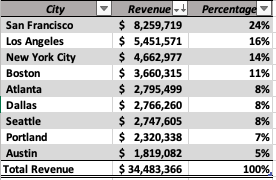 City Revenue Percentage
San Francisco $ 8,259,719 24%
Los Angeles $ 5,451,571 16%
New York City $ 4,662,977 14%
Boston $ 3,660,315 11%
Atlanta $ 2,795,499 8%
Dallas $ 2,766,260 8%
Seattle $ 2,747,605 8%
Portland $ 2,320,338 7%
Austin $ 1,819,082 5%
Total Revenue $ 34,483,366 100%